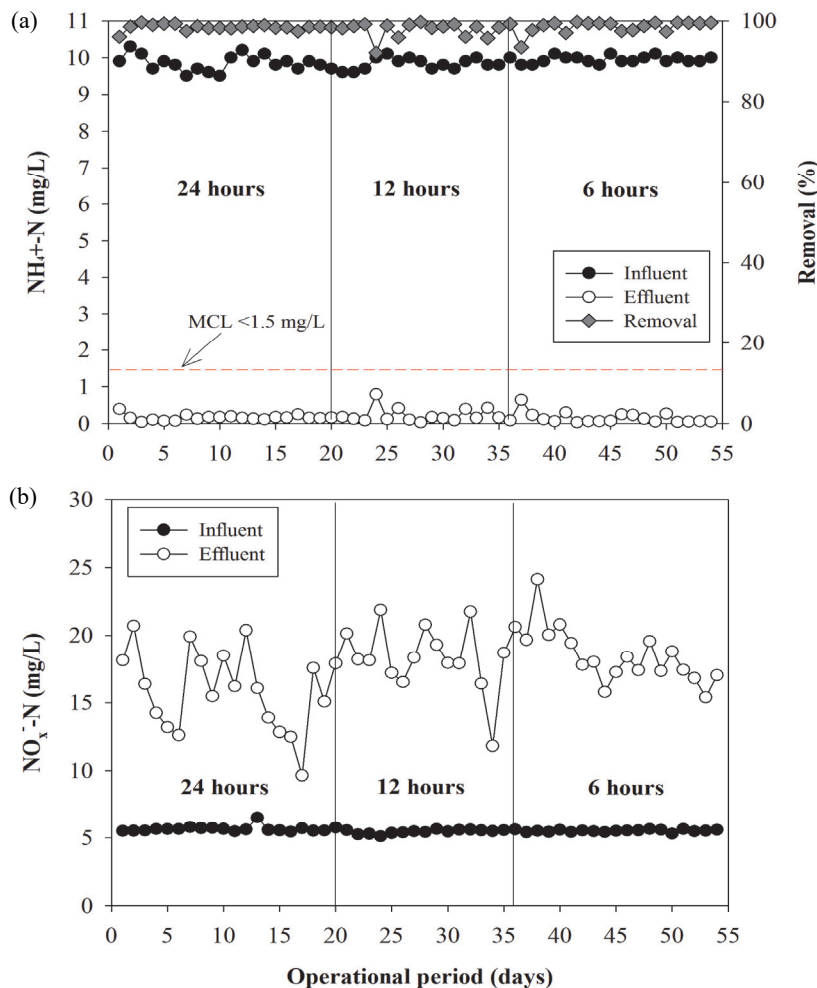 (a)
NH₄+-N (mg/L)
11
10
9
8
7
6
5
4
3
2
1
0
100
80
60
40
20
0
Removal (%)
24 hours
12 hours
6 hours
Influent
Effluent
Removal
MCL <1.5 mg/L
0 5 10 15 20 25 30 35 40 45 50 55
(b)
NOₓ⁻-N (mg/L)
30
25
20
15
10
5
0
Influent
Effluent
24 hours
12 hours
6 hours
0 5 10 15 20 25 30 35 40 45 50 55
Operational period (days)